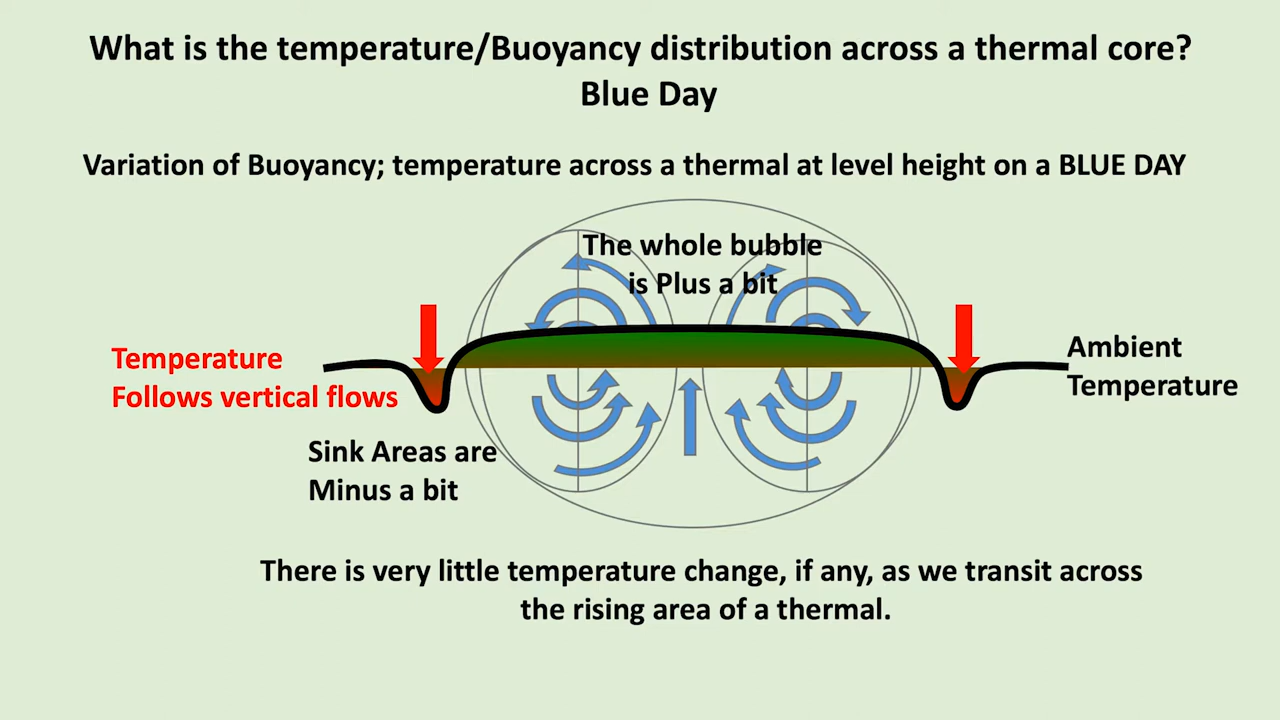 What is the temperature/Buoyancy distribution across a thermal core?
Blue Day
Variation of Buoyancy; temperature across a thermal at level height on a BLUE DAY
The whole bubble
is Plus a bit
Temperature
Follows vertical flows
Ambient
Temperature
Sink Areas are
Minus a bit
There is very little temperature change, if any, as we transit across
the rising area of a thermal.